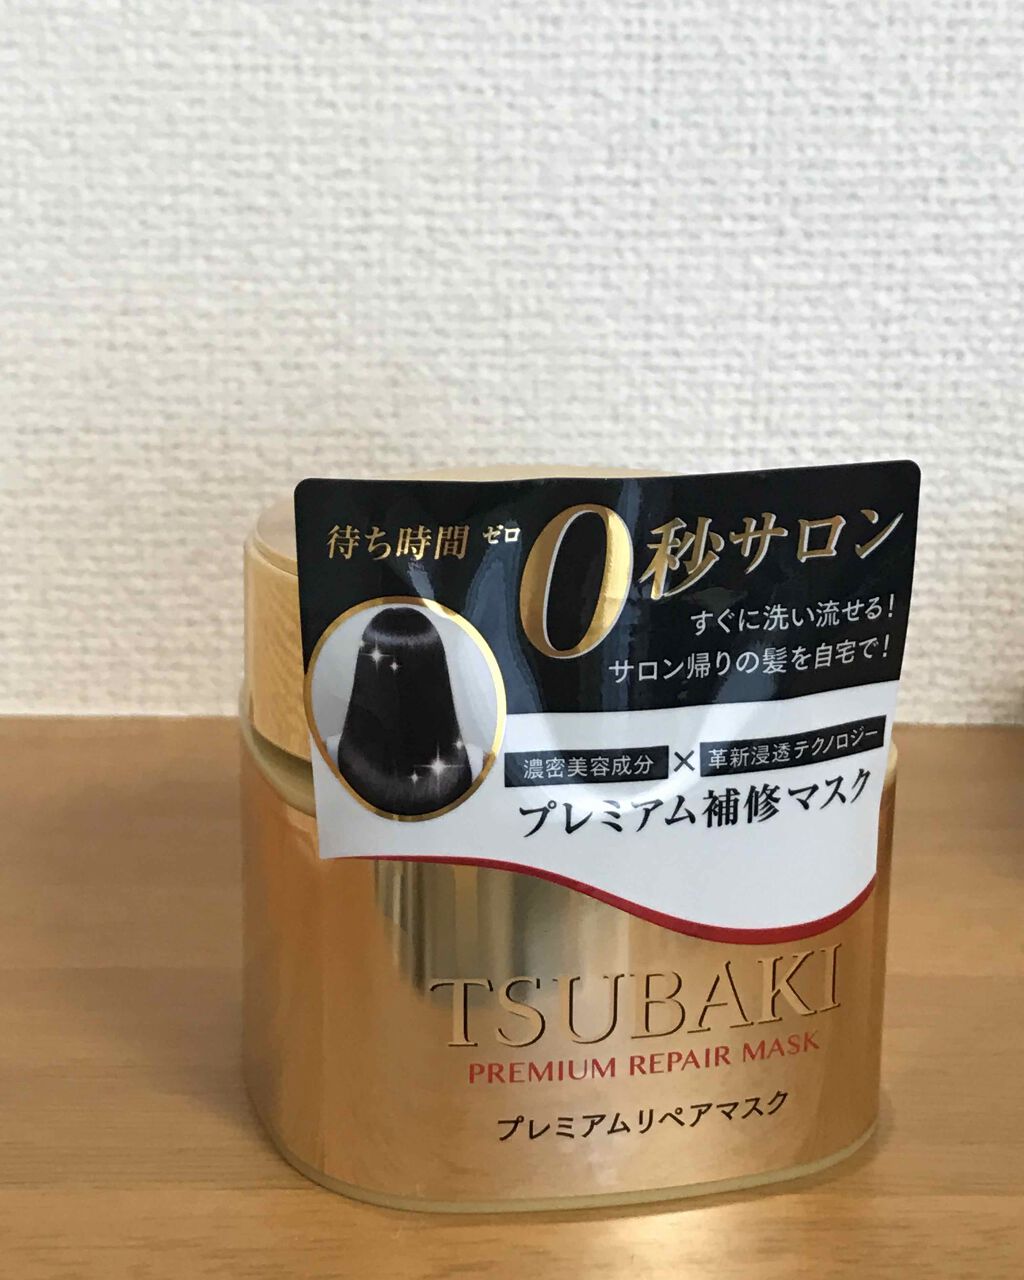 待ち時間 ゼロ 0秒サロン
すぐに洗い流せる!
サロン帰りの髪を自宅で!
濃密美容成分 × 革新浸透テクノロジー
プレミアム補修マスク
TSUBAKI
PREMIUM REPAIR MASK
プレミアムリペアマスク